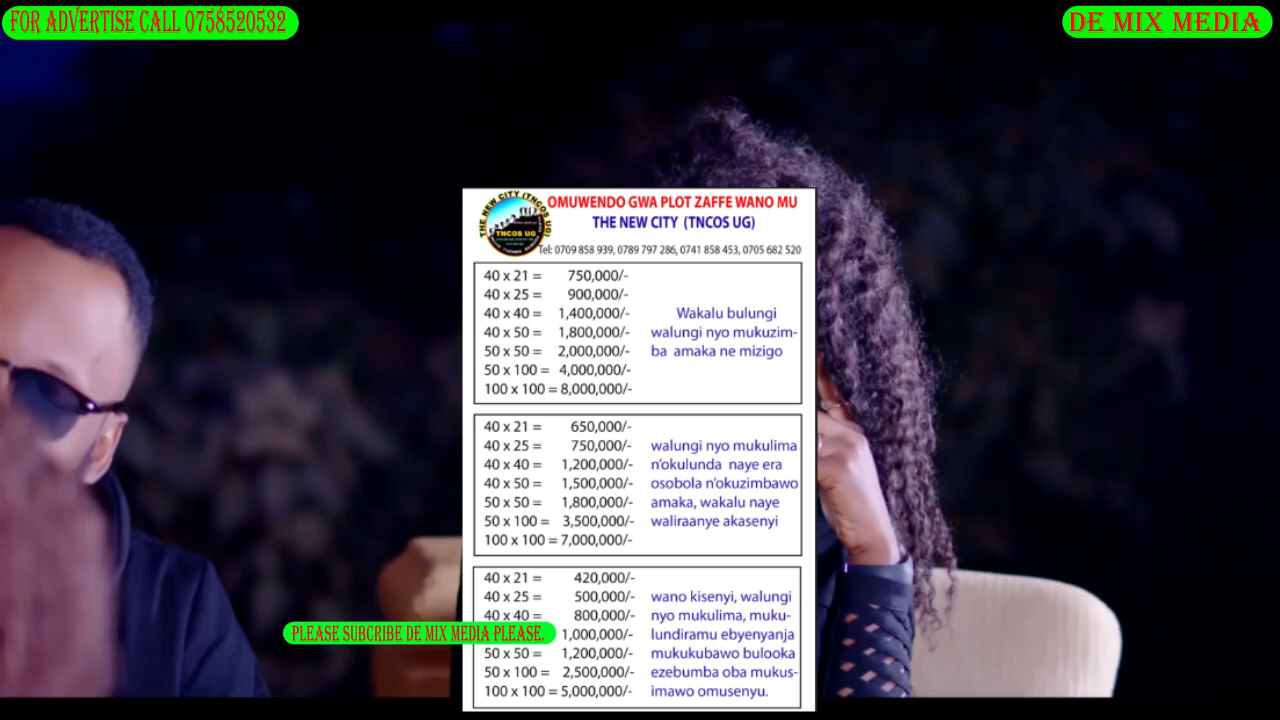 FOR ADVERTISE CALL 0758520532
DE MIX MEDIA
THE NEW CITY (TNCOS UG)
TNCOS UG
OMUWENDO GWA PLOT ZAFFE WANO MU
THE NEW CITY (TNCOS UG)
Tel: 0709 858 939, 0789 797 286, 0741 858 453, 0705 682 520
40 x 21 = 750,000/-
40 x 25 = 900,000/-
40 x 40 = 1,400,000/-
40 x 50 = 1,800,000/-
50 x 50 = 2,000,000/-
50 x 100 = 4,000,000/-
100 x 100 = 8,000,000/-
Wakalu bulungi
walungi nyo mukuzim-
ba amaka ne mizigo
40 x 21 = 650,000/-
40 x 25 = 750,000/-
40 x 40 = 1,200,000/-
40 x 50 = 1,500,000/-
50 x 50 = 1,800,000/-
50 x 100 = 3,500,000/-
100 x 100 = 7,000,000/-
walungi nyo mukulima
n'okulunda naye era
osobola n'okuzimbawo
amaka, wakalu naye
waliraanye akasenyi
40 x 21 = 420,000/-
40 x 25 = 500,000/-
40 x 40 = 800,000/-
1,000,000/-
50 x 50 = 1,200,000/-
50 x 100 = 2,500,000/-
100 x 100 = 5,000,000/-
wano kisenyi, walungi
nyo mukulima, muku-
lundiramu ebyenyanja
mukukubawo bulooka
ezebumba oba mukus-
imawo omusenyu.
PLEASE SUBCRIBE DE MIX MEDIA PLEASE.